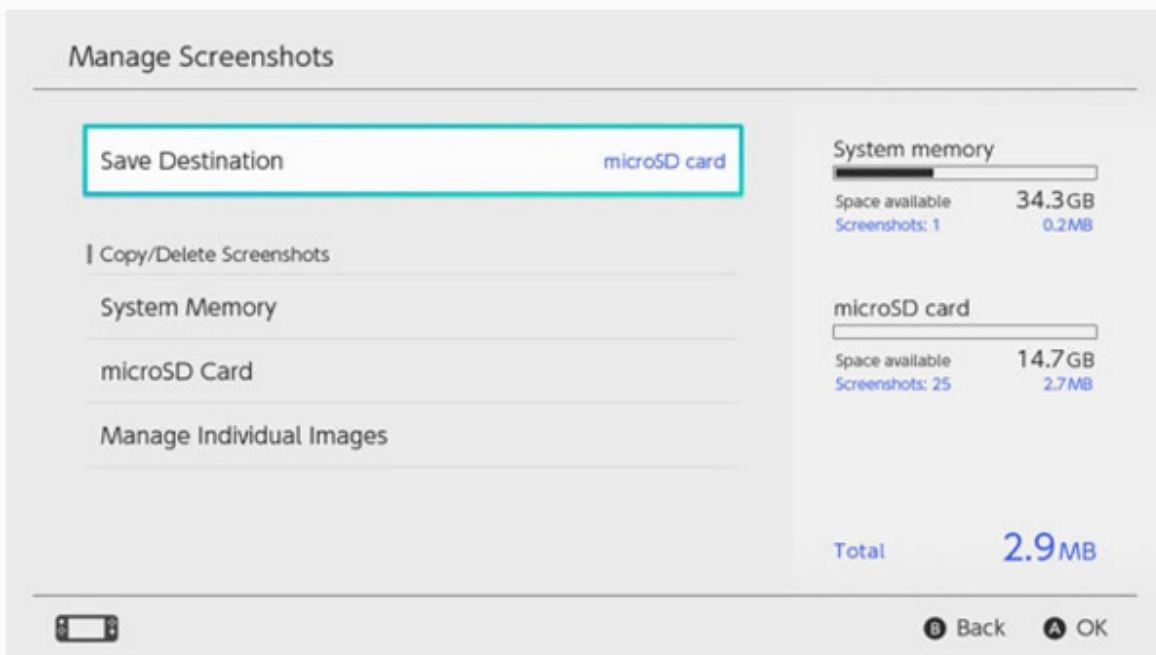 Manage Screenshots
Save Destination microSD card
Copy/Delete Screenshots
System Memory
microSD Card
Manage Individual Images
System memory
Space available 34.3GB
Screenshots: 1 0.2MB
microSD card
Space available 14.7GB
Screenshots: 25 2.7MB
Total 2.9MB
B Back A OK